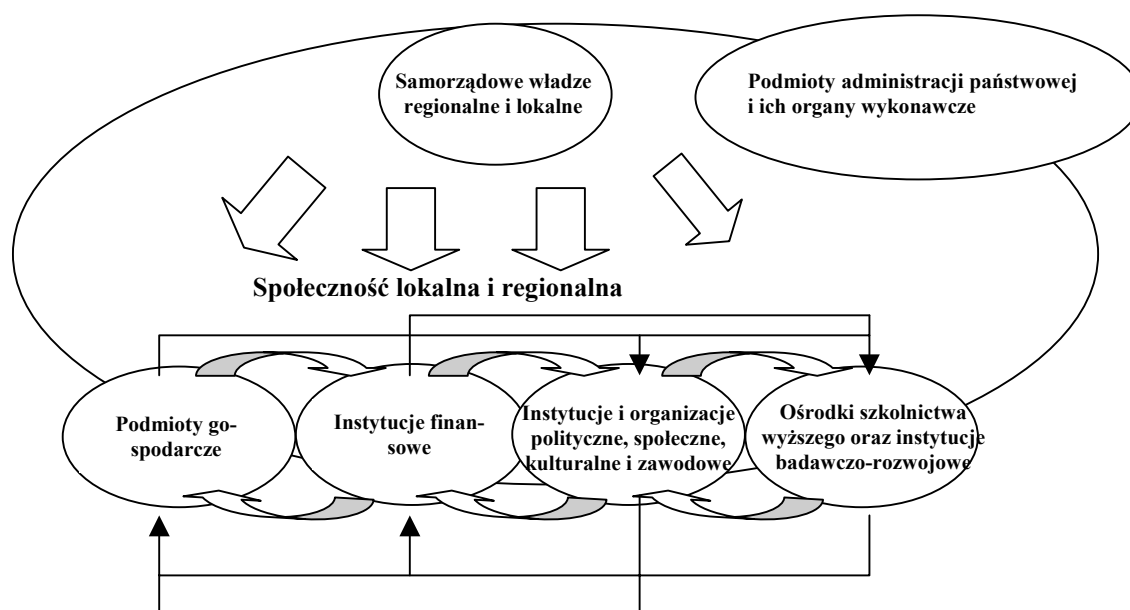 Samorządowe władze
regionalne i lokalne
Podmioty administracji państwowej
i ich organy wykonawcze
Społeczność lokalna i regionalna
Podmioty go-
spodarcze
Instytucje finan-
sowe
Instytucje i organizacje
polityczne, społeczne,
kulturalne i zawodowe
Ośrodki szkolnictwa
wyższego oraz instytucje
badawczo-rozwojowe